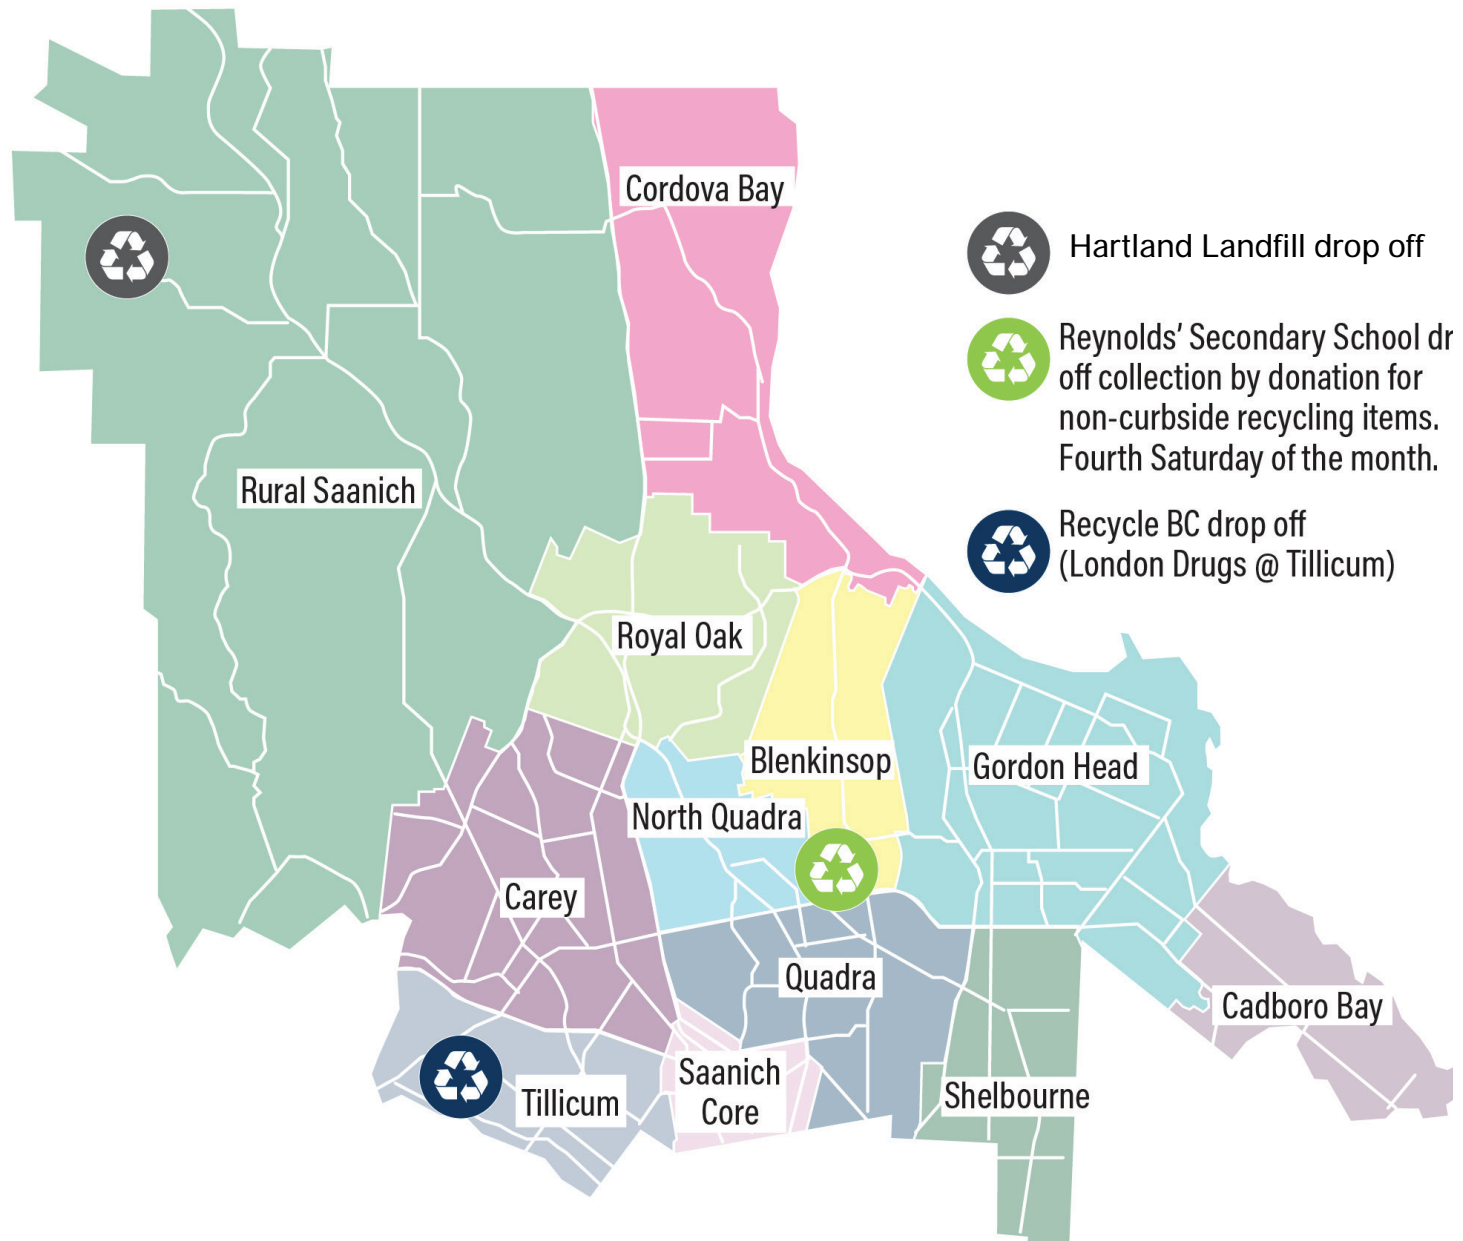 Cordova Bay
Hartland Landfill drop off
Reynolds' Secondary School dr
off collection by donation for
non-curbside recycling items.
Fourth Saturday of the month.
Rural Saanich
Recycle BC drop off
(London Drugs @ Tillicum)
Royal Oak
Blenkinsop
Gordon Head
North Quadra
Carey
Quadra
Cadboro Bay
Saanich
Core
Tillicum
Shelbourne